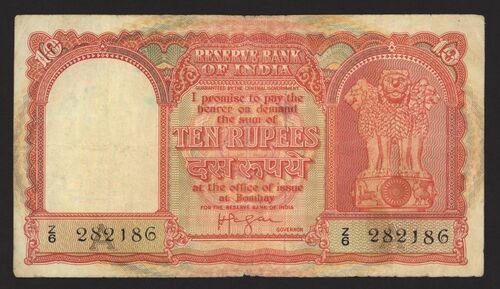 10
10
RESERVE BANK
OF INDIA
GUARANTEED BY THE CENTRAL GOVERNMENT
I promise to pay the
bearer on demand
the sum of
TEN RUPEES
दस रूपये
at the office of issue
at Bombay
FOR THE RESERVE BANK OF INDIA
GOVERNOR
Z/6 282186
Z/6 282186